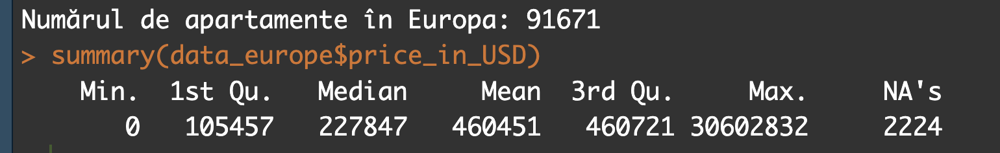 Numărul de apartamente în Europa: 91671
> summary(data_europe$price_in_USD)
Min. 1st Qu. Median Mean 3rd Qu. Max. NA's
0 105457 227847 460451 460721 30602832 2224